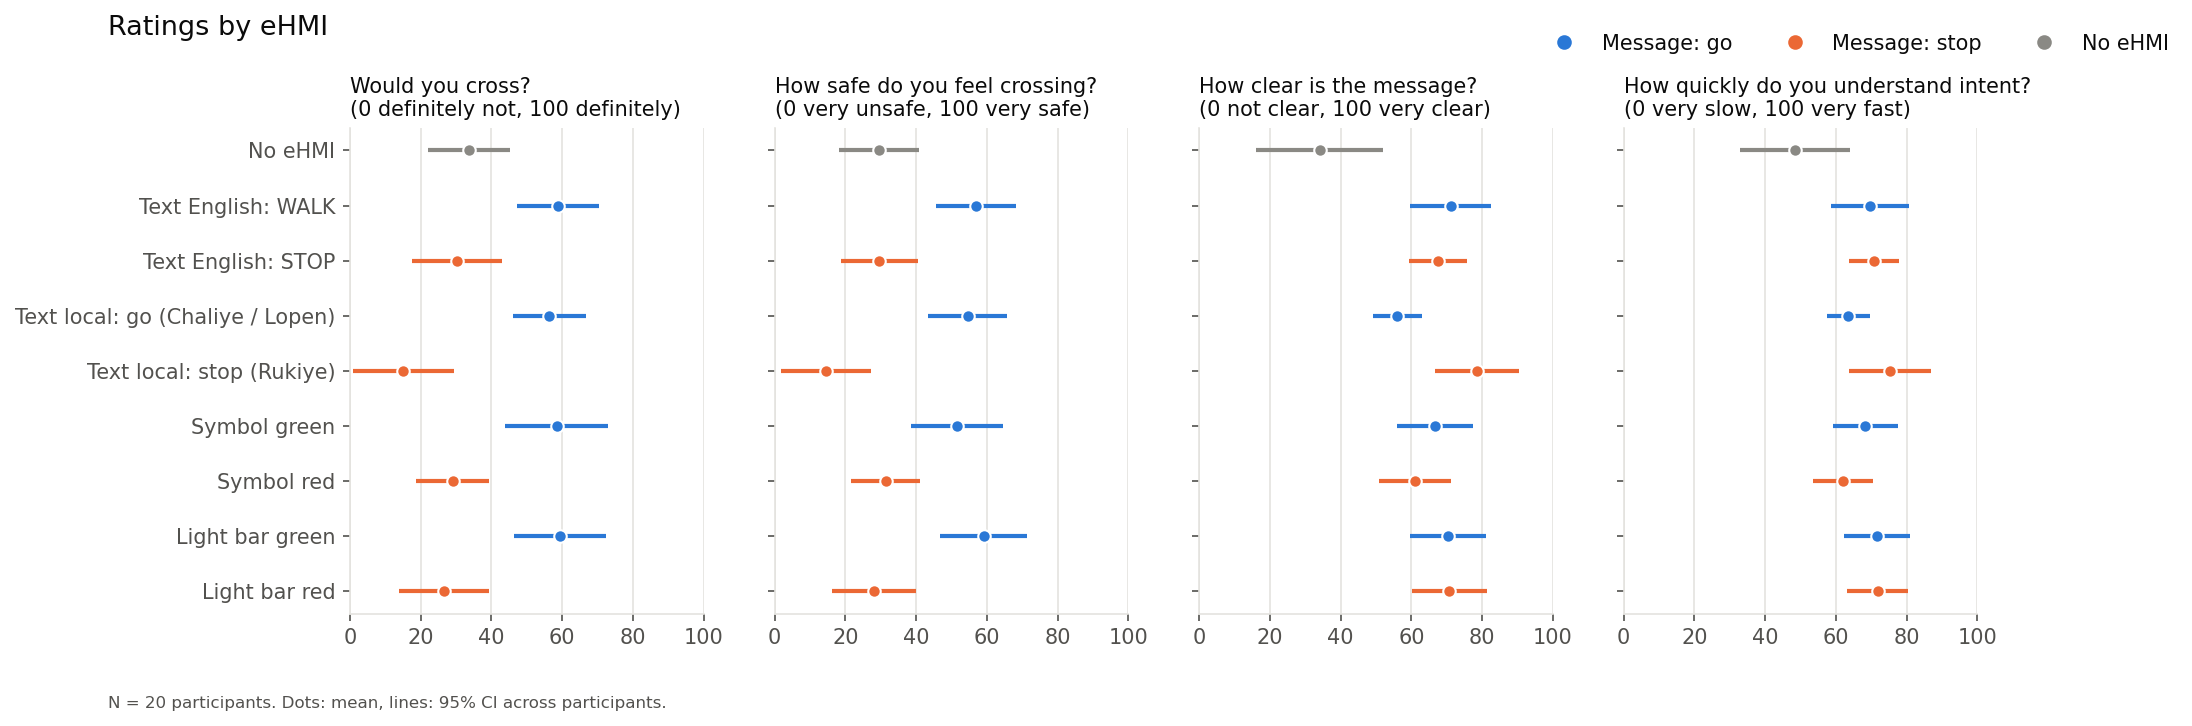 Ratings by eHMI
Message: go
Message: stop
No eHMI
Would you cross?
(0 definitely not, 100 definitely)
How safe do you feel crossing?
(0 very unsafe, 100 very safe)
How clear is the message?
(0 not clear, 100 very clear)
How quickly do you understand intent?
(0 very slow, 100 very fast)
No eHMI
Text English: WALK
Text English: STOP
Text local: go (Chaliye / Lopen)
Text local: stop (Rukiye)
Symbol green
Symbol red
Light bar green
Light bar red
0 20 40 60 80 100
0 20 40 60 80 100
0 20 40 60 80 100
0 20 40 60 80 100
N = 20 participants. Dots: mean, lines: 95% CI across participants.